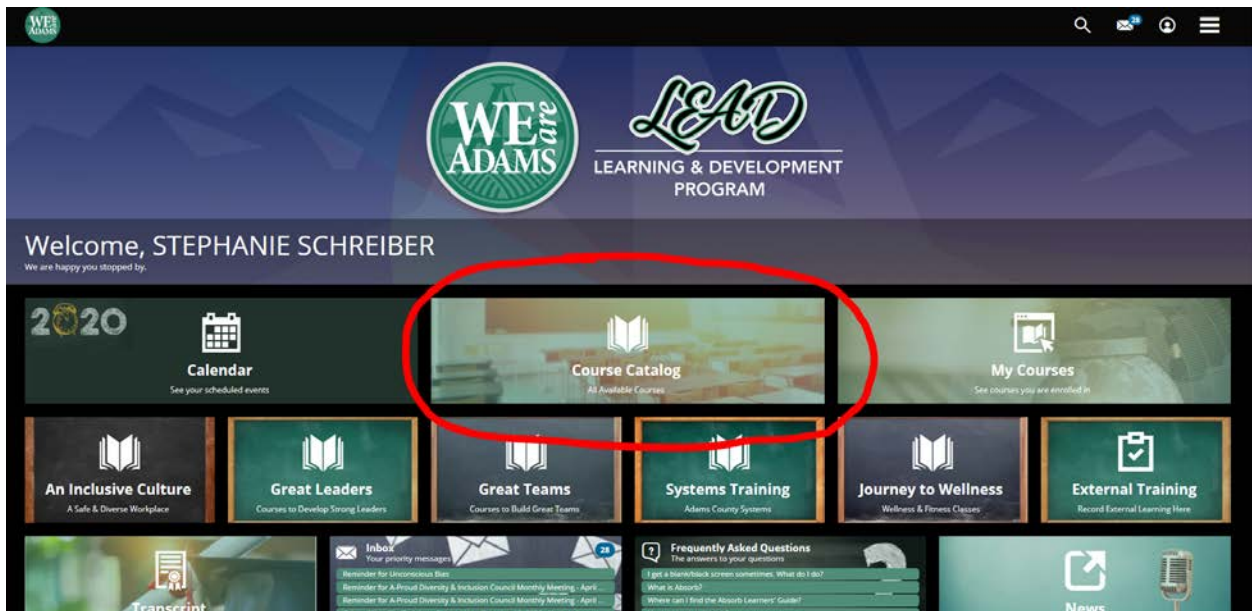 WE are ADAMS
28
WE are
ADAMS
LEAD
LEARNING & DEVELOPMENT
PROGRAM
Welcome, STEPHANIE SCHREIBER
We are happy you stopped by.
2020
Calendar
See your scheduled events
Course Catalog
All Available Courses
My Courses
See courses you are enrolled in
An Inclusive Culture
A Safe & Diverse Workplace
Great Leaders
Courses to Develop Strong Leaders
Great Teams
Courses to Build Great Teams
Systems Training
Adams County Systems
Journey to Wellness
Wellness & Fitness Classes
External Training
Record External Learning Here
Transcript
Inbox
Your priority messages
28
Reminder for Unconscious Bias
Reminder for A-Proud Diversity & Inclusion Council Monthly Meeting - April ...
Reminder for A-Proud Diversity & Inclusion Council Monthly Meeting - April ...
Frequently Asked Questions
The answers to your questions
I get a blank/block screen sometimes. What do I do?
What is Absorb?
Where can I find the Absorb Learners' Guide?
News